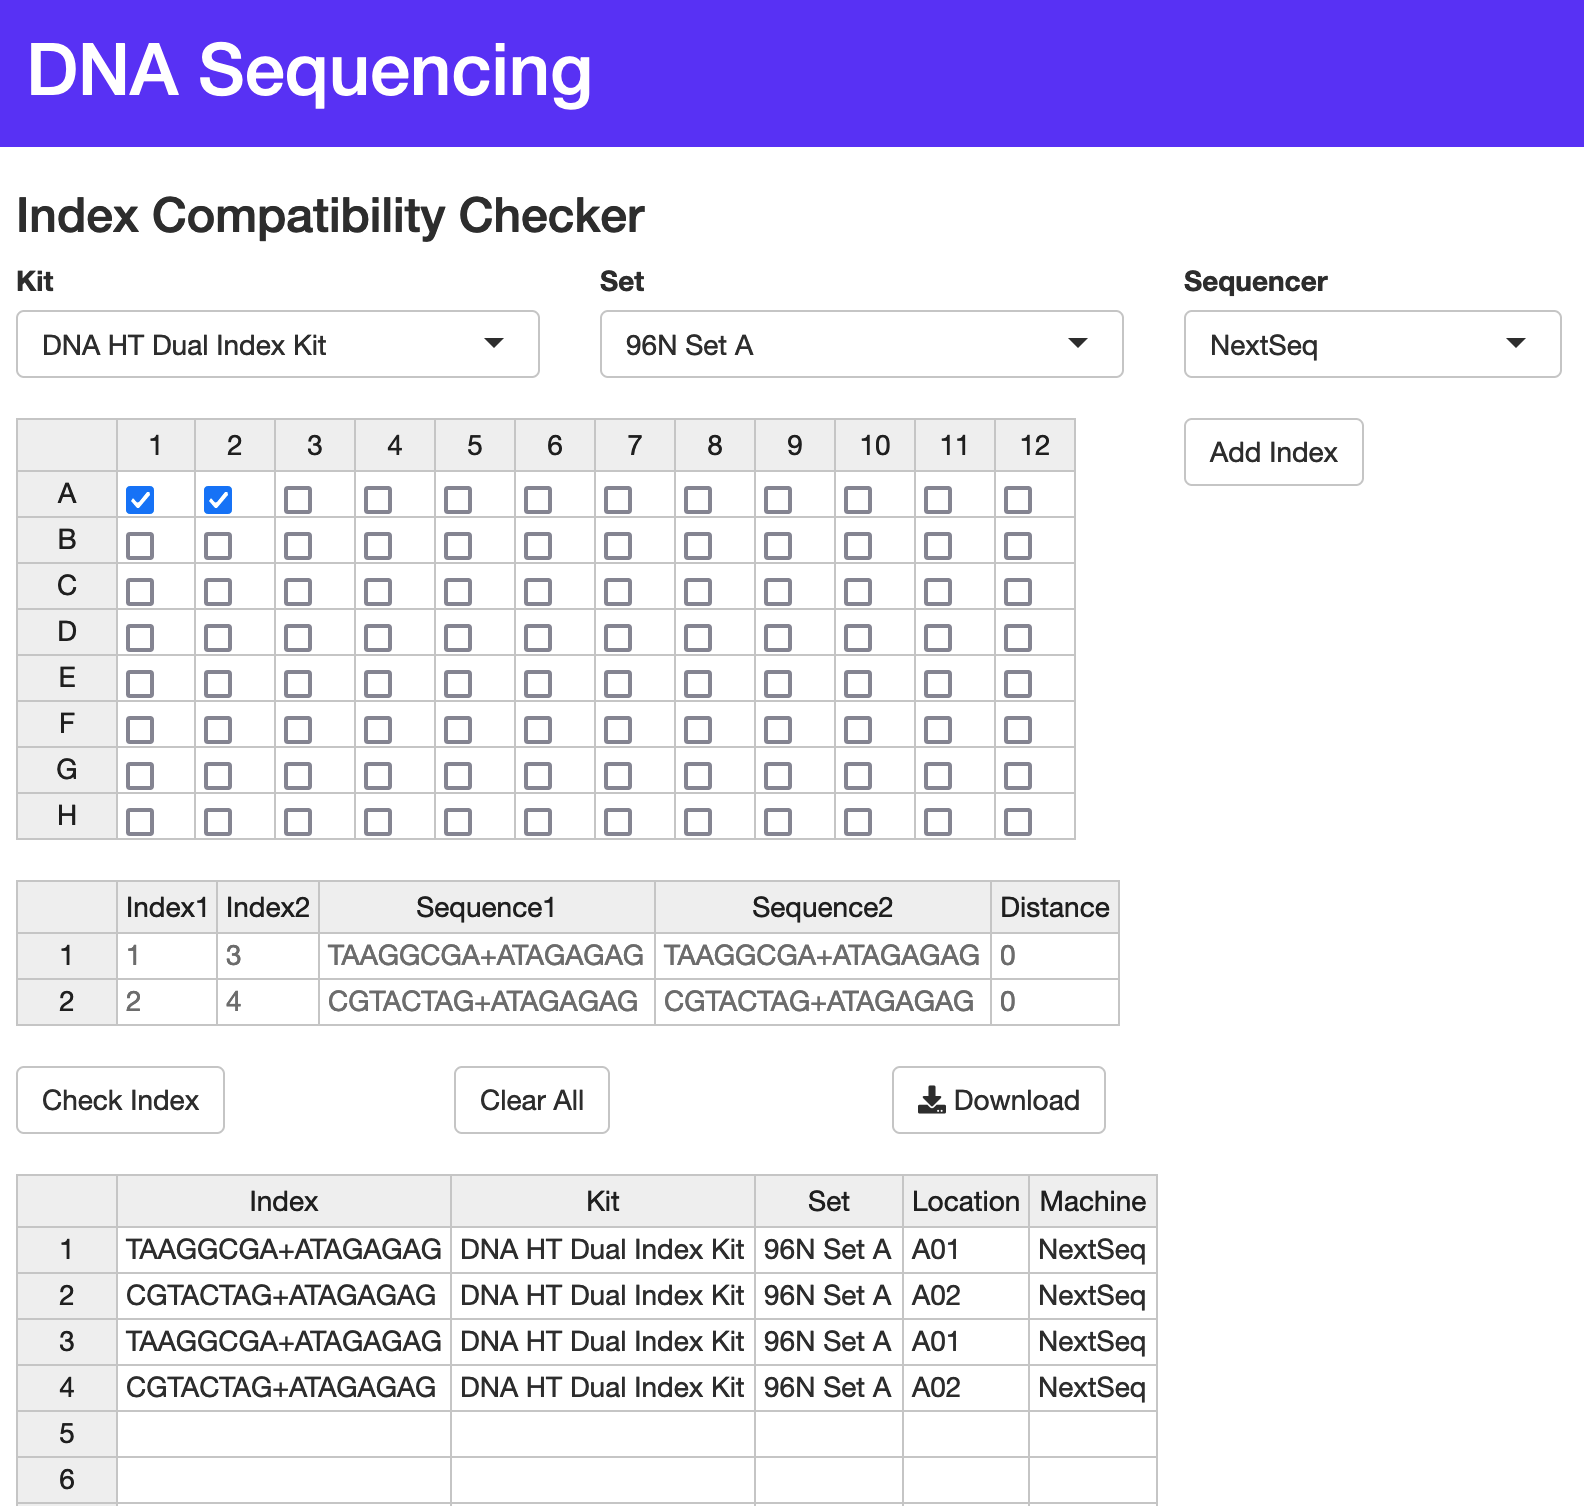 DNA Sequencing
Index Compatibility Checker
Kit Set Sequencer
DNA HT Dual Index Kit 96N Set A NextSeq
1 2 3 4 5 6 7 8 9 10 11 12
Add Index
A
B
C
D
E
F
G
H
Index1 Index2 Sequence1 Sequence2 Distance
1 1 3 TAAGGCGA+ATAGAGAG TAAGGCGA+ATAGAGAG 0
2 2 4 CGTACTAG+ATAGAGAG CGTACTAG+ATAGAGAG 0
Check Index Clear All Download
Index Kit Set Location Machine
1 TAAGGCGA+ATAGAGAG DNA HT Dual Index Kit 96N Set A A01 NextSeq
2 CGTACTAG+ATAGAGAG DNA HT Dual Index Kit 96N Set A A02 NextSeq
3 TAAGGCGA+ATAGAGAG DNA HT Dual Index Kit 96N Set A A01 NextSeq
4 CGTACTAG+ATAGAGAG DNA HT Dual Index Kit 96N Set A A02 NextSeq
5
6